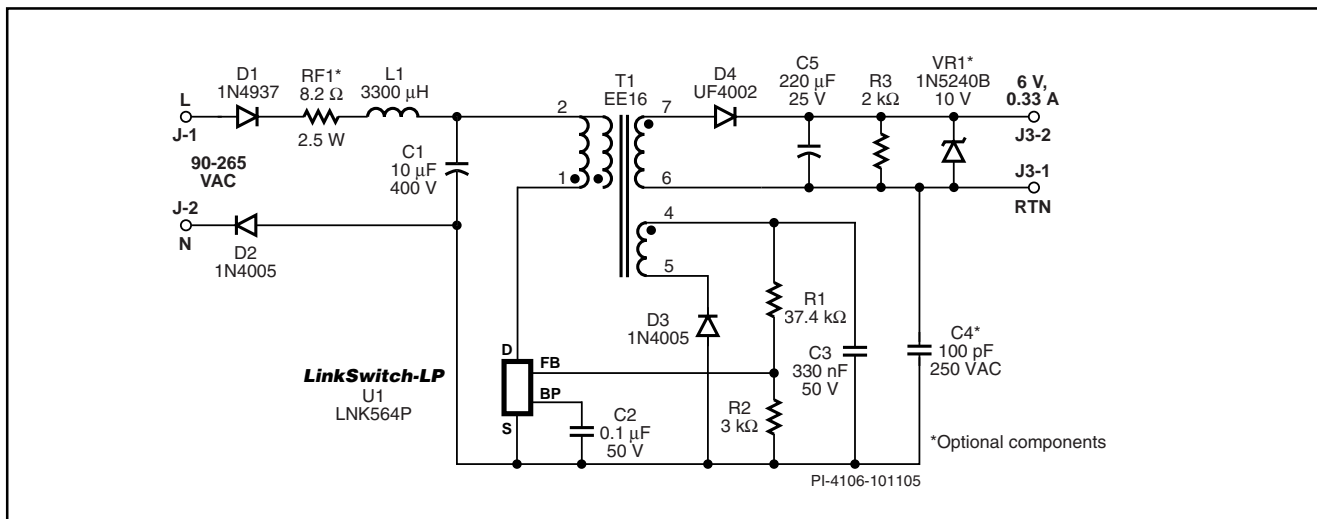 D1
1N4937
RF1*
8.2 Ω
2.5 W
L1
3300 μH
T1
EE16
D4
UF4002
C5
220 μF
25 V
R3
2 kΩ
VR1*
1N5240B
10 V
6 V,
0.33 A
J3-2
L
J-1
90-265
VAC
2
7
C1
10 μF
400 V
1
6
J3-1
RTN
J-2
N
D2
1N4005
4
5
D3
1N4005
R1
37.4 kΩ
C3
330 nF
50 V
C4*
100 pF
250 VAC
LinkSwitch-LP
U1
LNK564P
D
FB
BP
S
C2
0.1 μF
50 V
R2
3 kΩ
*Optional components
PI-4106-101105